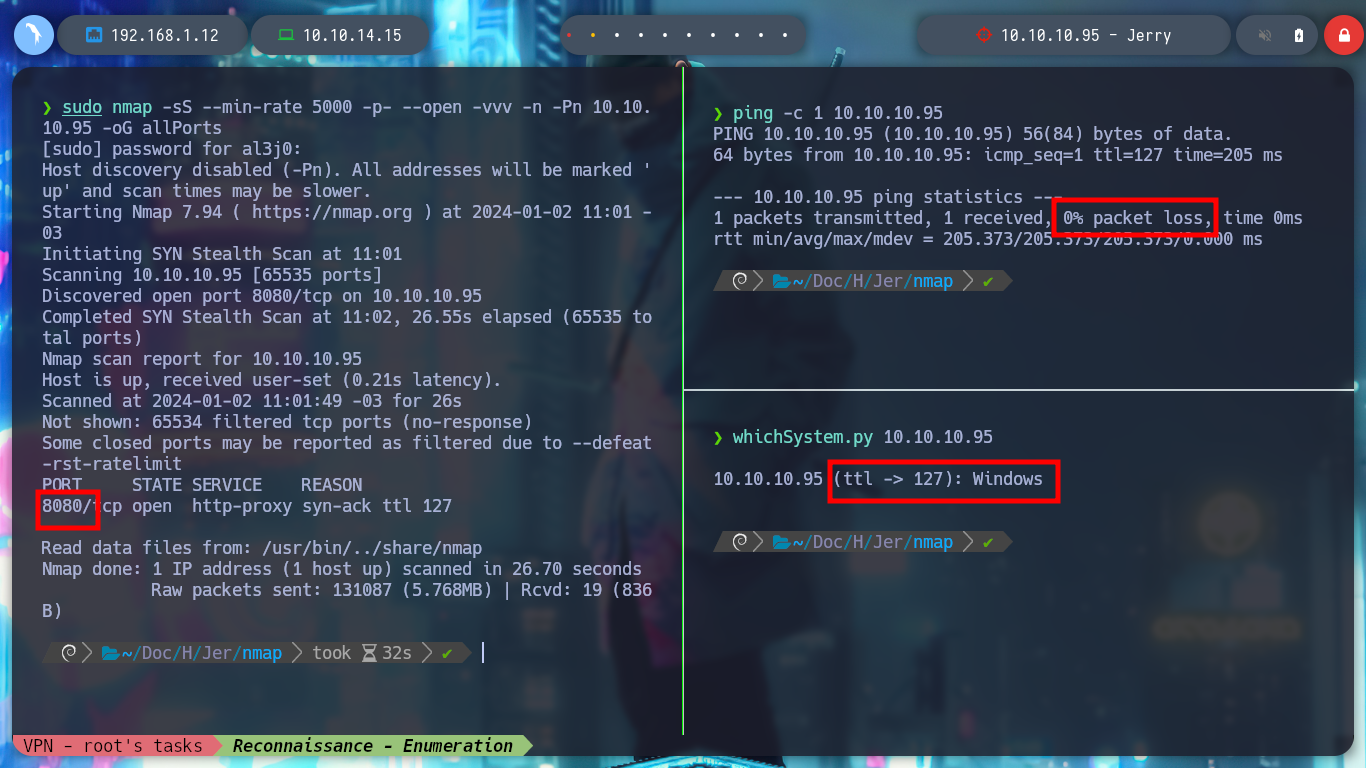 192.168.1.12
10.10.14.15
10.10.10.95 - Jerry
❯ sudo nmap -sS --min-rate 5000 -p- --open -vvv -n -Pn 10.10.
10.95 -oG allPorts
[sudo] password for al3j0:
Host discovery disabled (-Pn). All addresses will be marked '
up' and scan times may be slower.
Starting Nmap 7.94 ( https://nmap.org ) at 2024-01-02 11:01 -
03
Initiating SYN Stealth Scan at 11:01
Scanning 10.10.10.95 [65535 ports]
Discovered open port 8080/tcp on 10.10.10.95
Completed SYN Stealth Scan at 11:02, 26.55s elapsed (65535 to
tal ports)
Nmap scan report for 10.10.10.95
Host is up, received user-set (0.21s latency).
Scanned at 2024-01-02 11:01:49 -03 for 26s
Not shown: 65534 filtered tcp ports (no-response)
Some closed ports may be reported as filtered due to --defeat
-rst-ratelimit
PORT     STATE SERVICE    REASON
8080/tcp open  http-proxy syn-ack ttl 127
Read data files from: /usr/bin/../share/nmap
Nmap done: 1 IP address (1 host up) scanned in 26.70 seconds
Raw packets sent: 131087 (5.768MB) | Rcvd: 19 (836
B)
~/Doc/H/Jer/nmap took 32s ✔
❯ ping -c 1 10.10.10.95
PING 10.10.10.95 (10.10.10.95) 56(84) bytes of data.
64 bytes from 10.10.10.95: icmp_seq=1 ttl=127 time=205 ms
--- 10.10.10.95 ping statistics ---
1 packets transmitted, 1 received, 0% packet loss, time 0ms
rtt min/avg/max/mdev = 205.373/205.373/205.373/0.000 ms
~/Doc/H/Jer/nmap ✔
❯ whichSystem.py 10.10.10.95
10.10.10.95 (ttl -> 127): Windows
~/Doc/H/Jer/nmap ✔
VPN - root's tasks
Reconnaissance - Enumeration